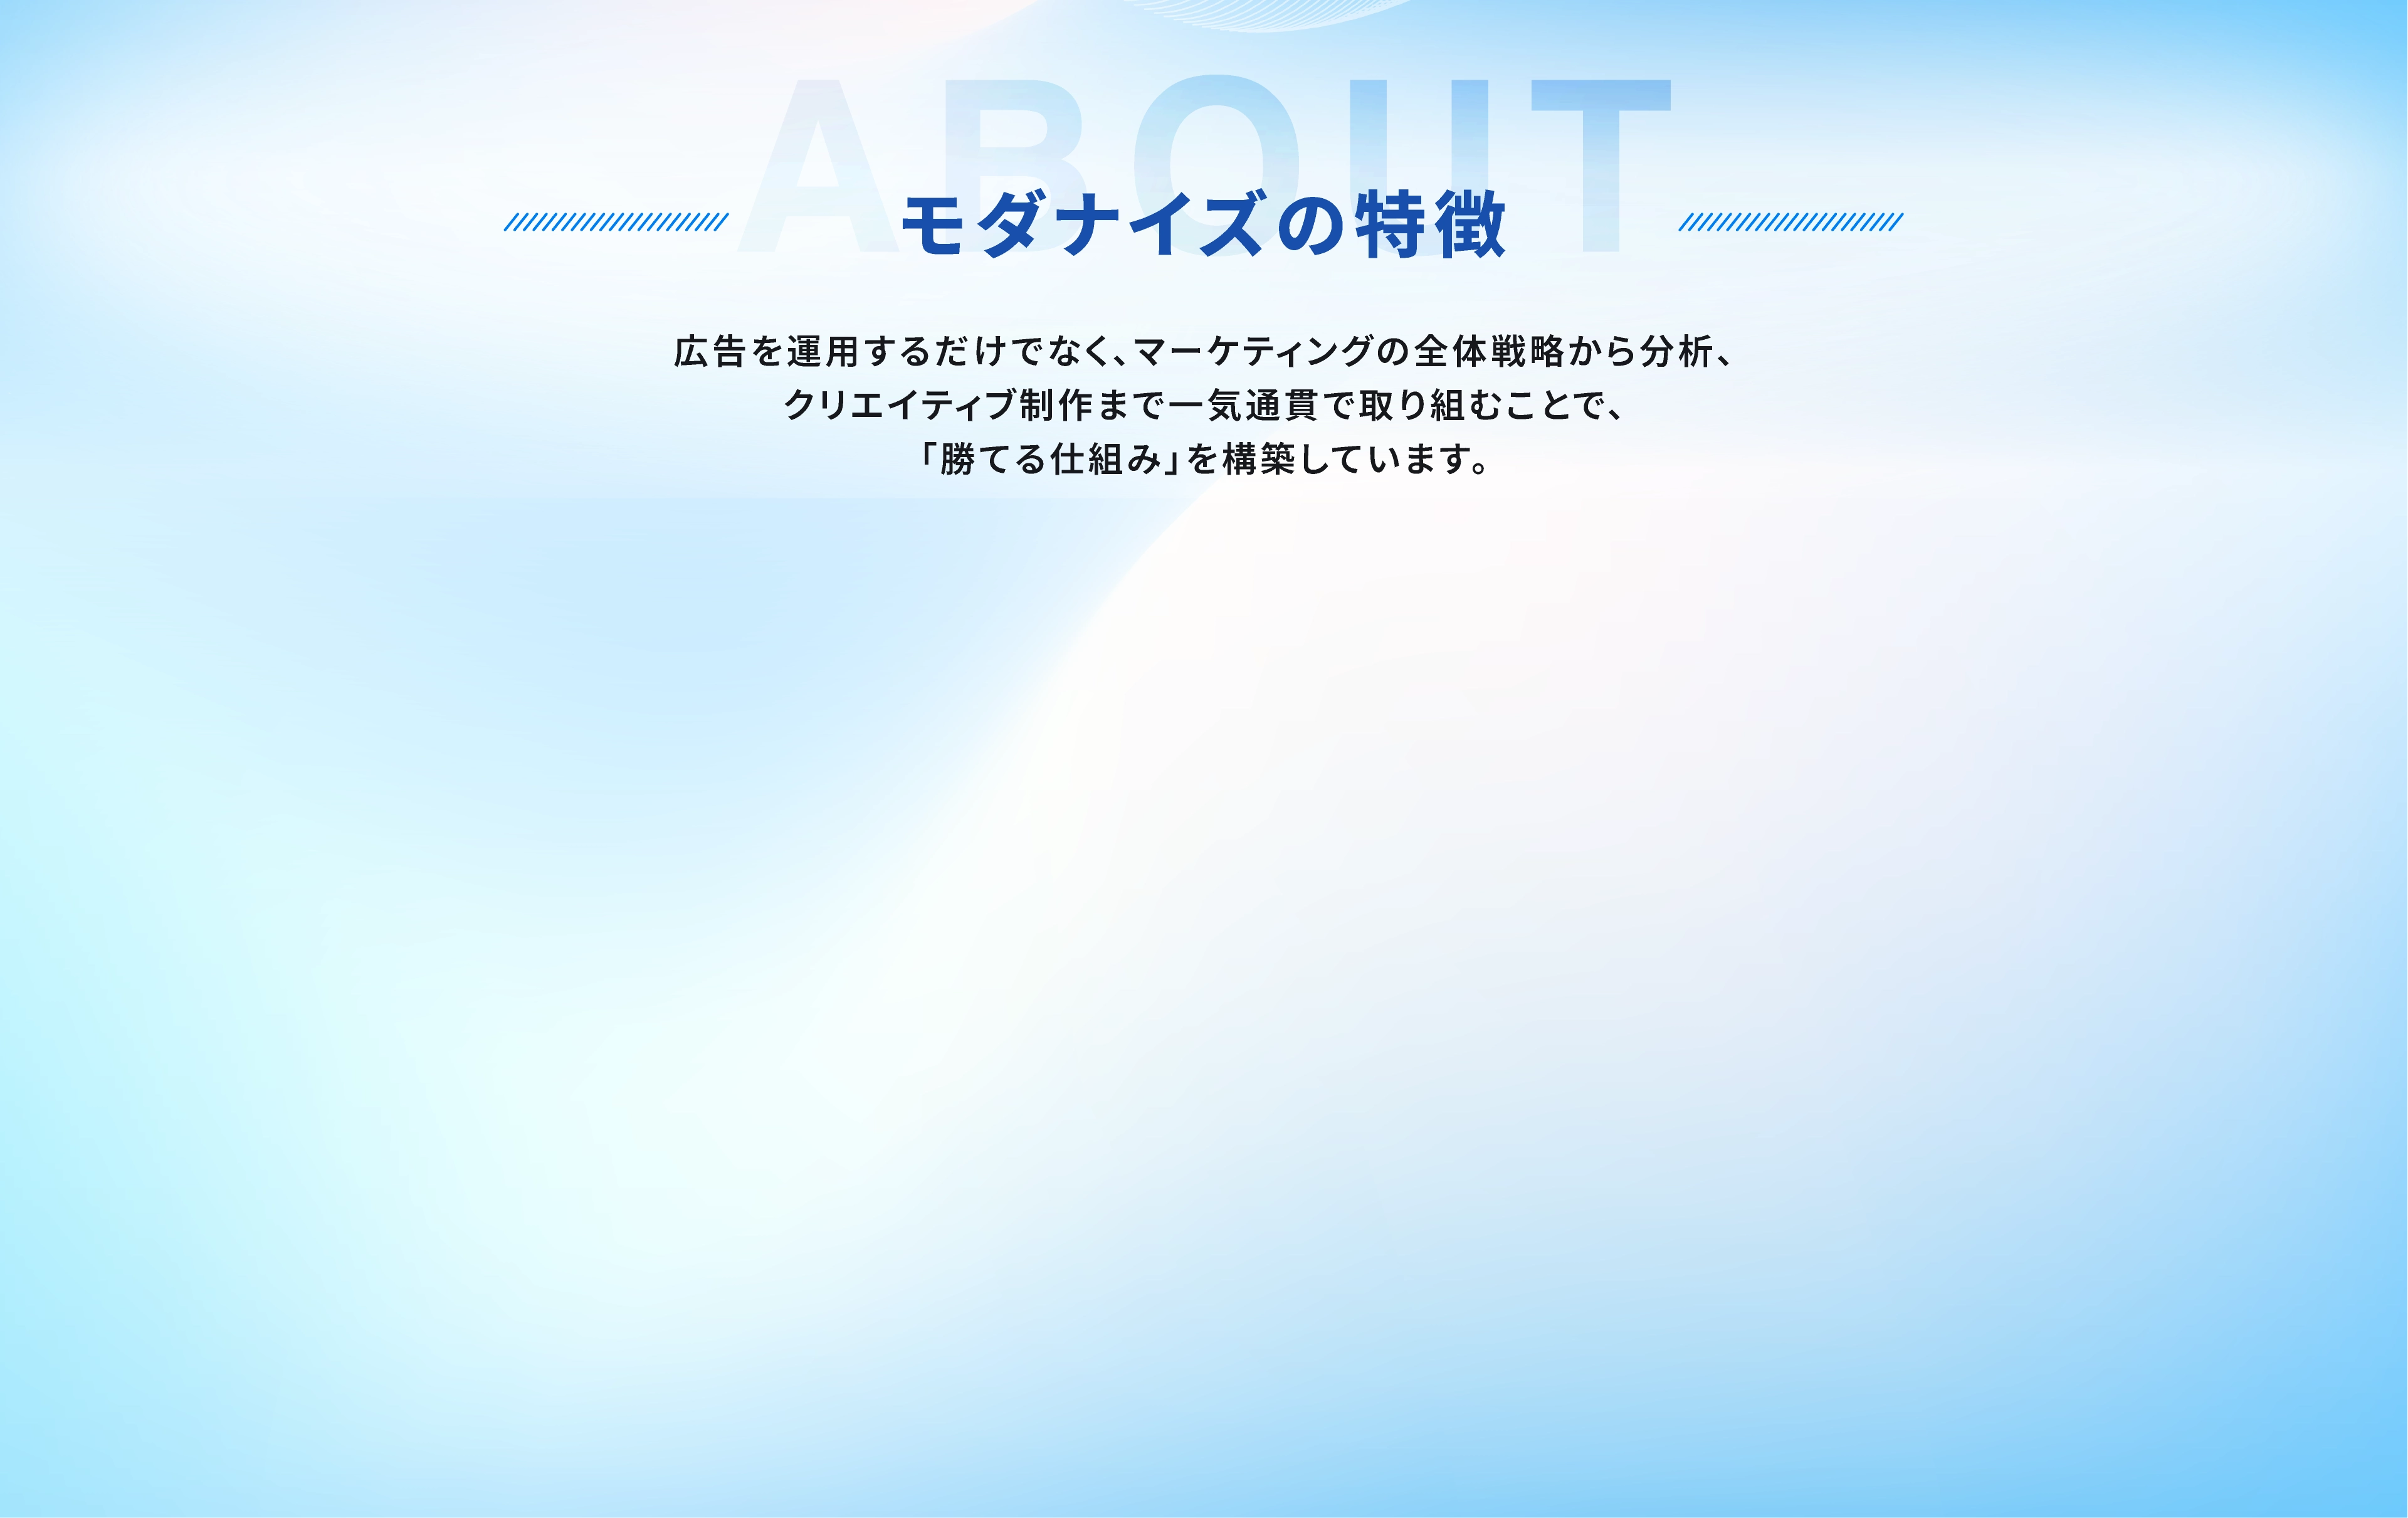 ABOUT
モダナイズの特徴
広告を運用するだけでなく、マーケティングの全体戦略から分析、
クリエイティブ制作まで一気通貫で取り組むことで、
「勝てる仕組み」を構築しています。